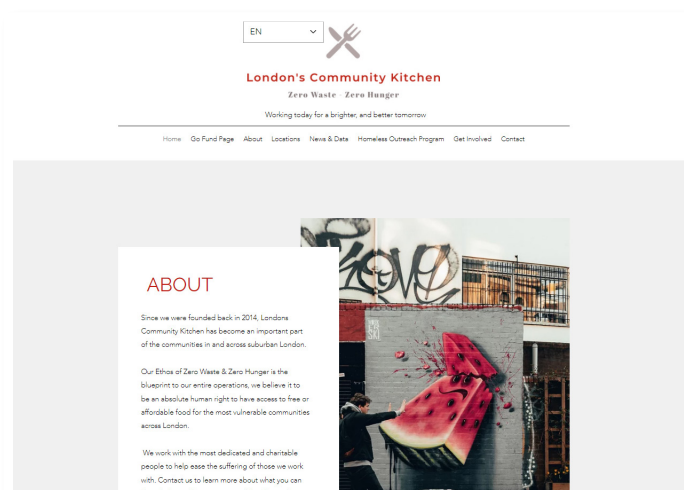 EN
London's Community Kitchen
Zero Waste - Zero Hunger
Working today for a brighter, and better tomorrow
Home Go Fund Page About Locations News & Data Homeless Outreach Program Get Involved Contact
ABOUT
Since we were founded back in 2014, Londons
Community Kitchen has become an important part
of the communities in and across suburban London.
Our Ethos of Zero Waste & Zero Hunger is the
blueprint to our entire operations, we believe it to
be an absolute human right to have access to free or
affordable food for the most vulnerable communities
across London.
We work with the most dedicated and charitable
people to help ease the suffering of those we work
with. Contact us to learn more about what you can